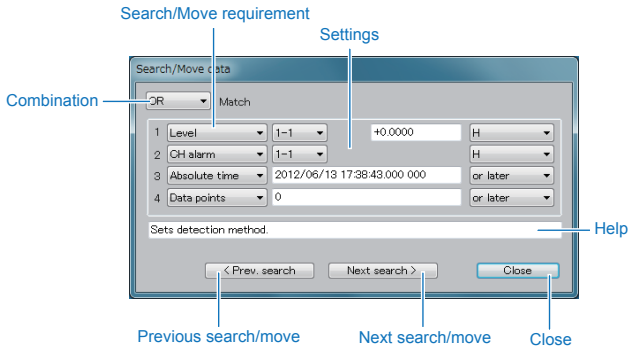 Search/Move requirement
Settings
Search/Move data
Combination
OR Match
1 Level 1-1 +0.0000 H
2 CH alarm 1-1 H
3 Absolute time 2012/06/13 17:38:43.000 000 or later
4 Data points 0 or later
Sets detection method.
Help
< Prev. search Next search > Close
Previous search/move Next search/move Close